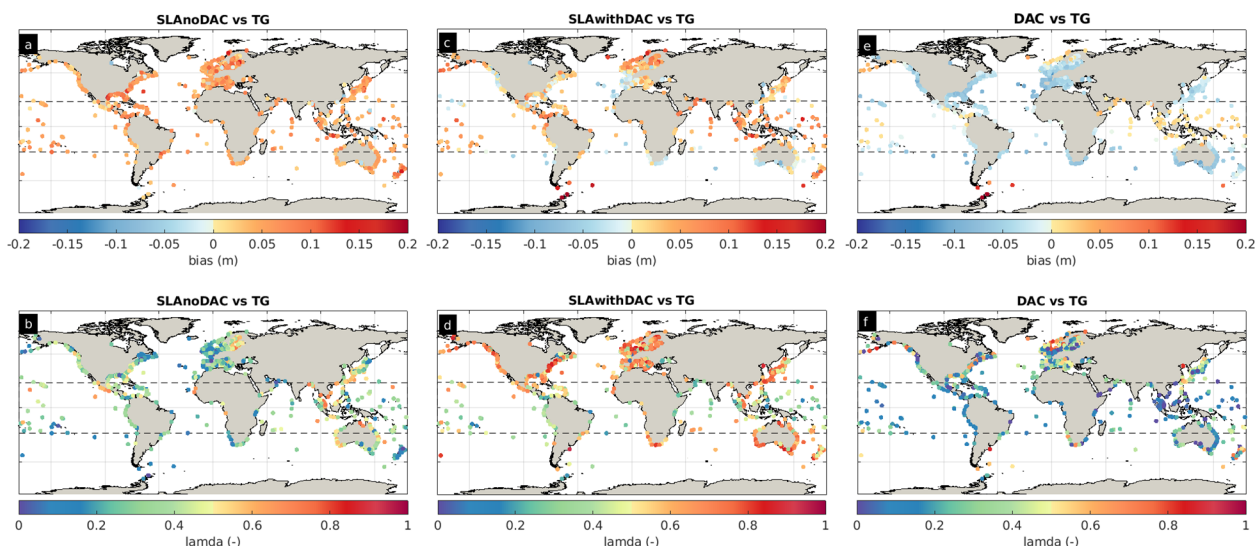 SLAnoDAC vs TG
SLAwithDAC vs TG
DAC vs TG
a
c
e
-0.2 -0.15 -0.1 -0.05 0 0.05 0.1 0.15 0.2
-0.2 -0.15 -0.1 -0.05 0 0.05 0.1 0.15 0.2
-0.2 -0.15 -0.1 -0.05 0 0.05 0.1 0.15 0.2
bias (m)
bias (m)
bias (m)
SLAnoDAC vs TG
SLAwithDAC vs TG
DAC vs TG
b
d
f
0 0.2 0.4 0.6 0.8 1
0 0.2 0.4 0.6 0.8 1
0 0.2 0.4 0.6 0.8 1
lamda (-)
lamda (-)
lamda (-)